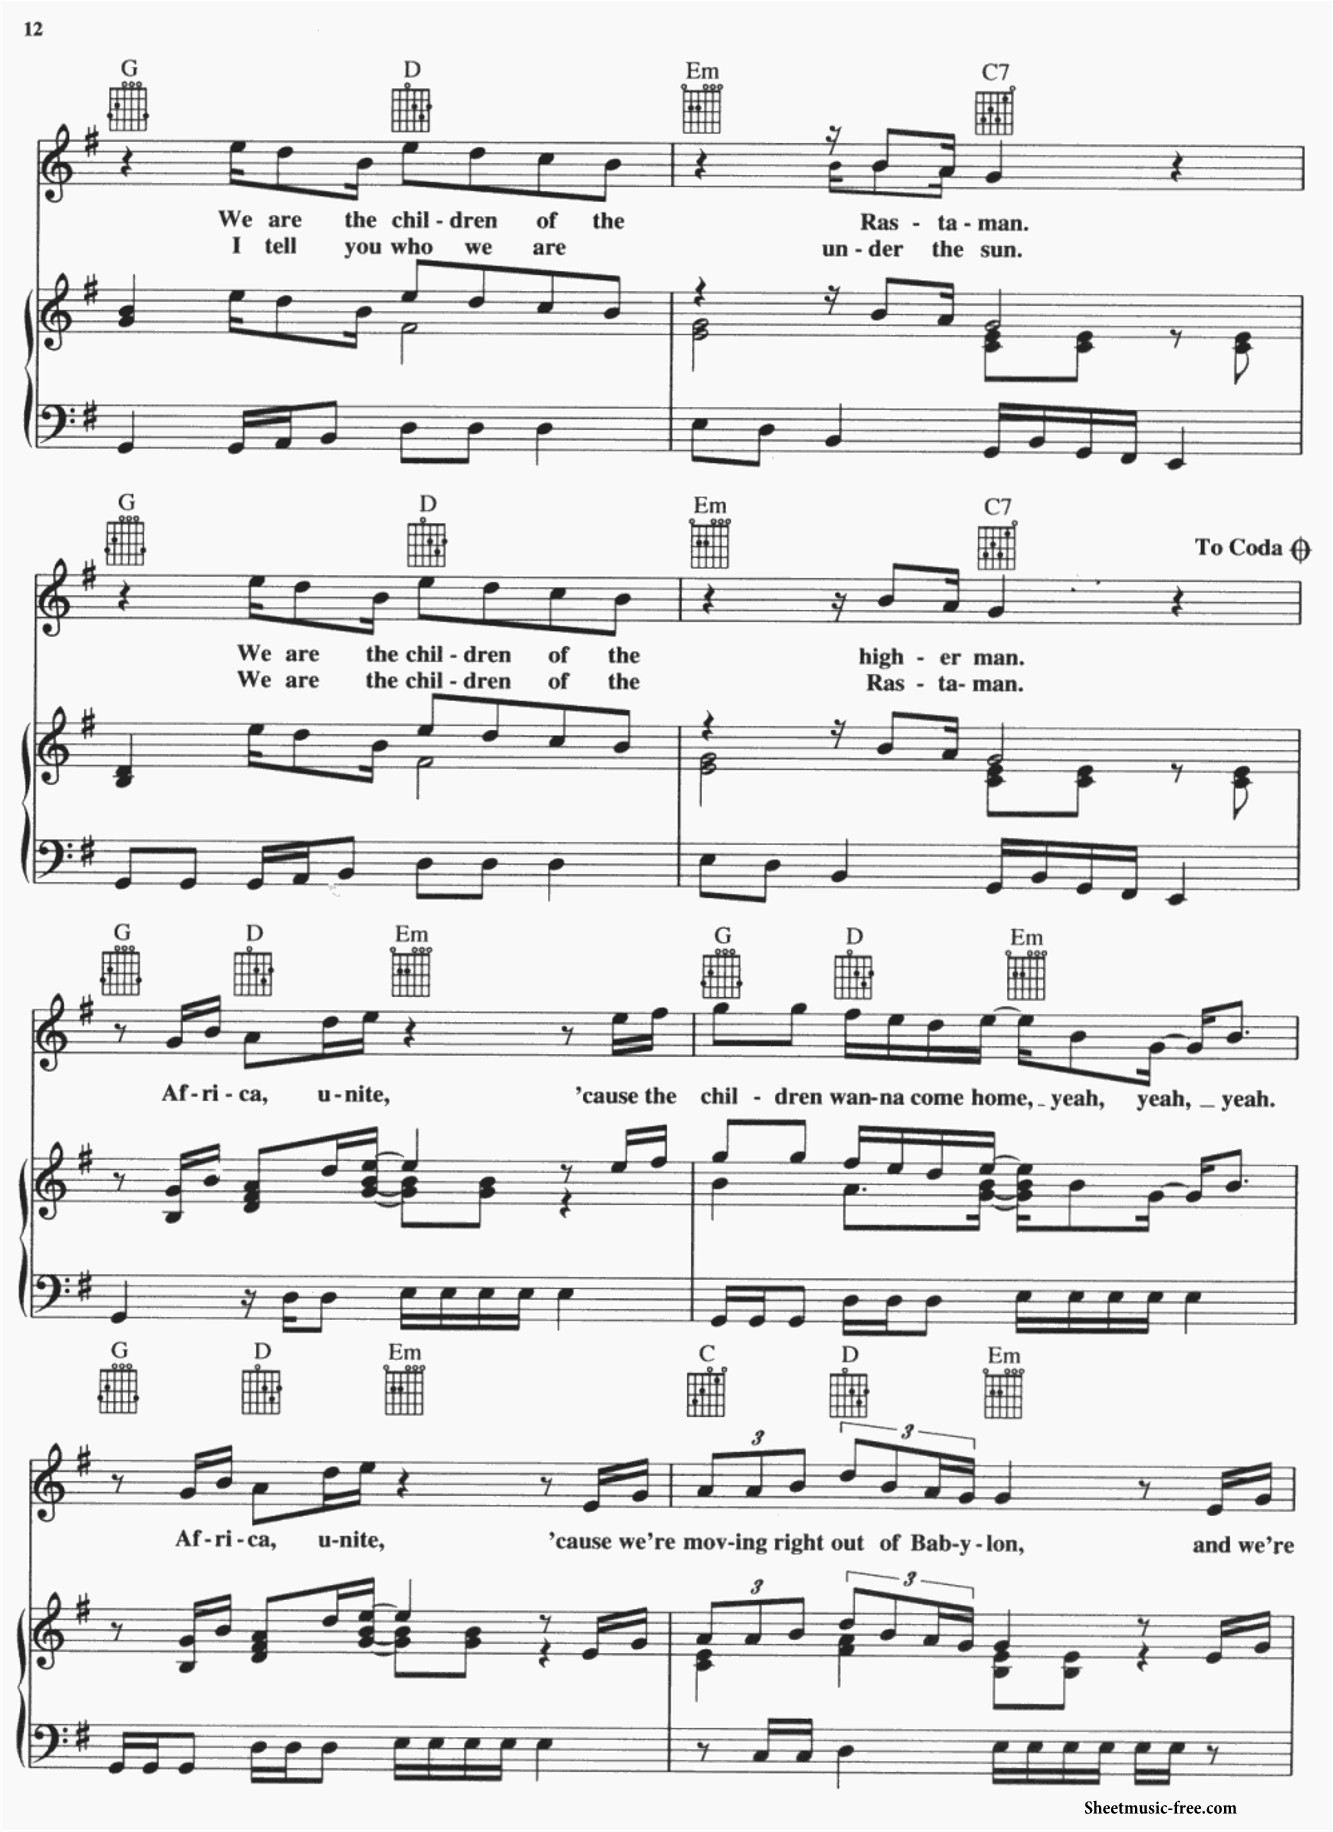 12
G D Em C7
We are the chil - dren of the Ras - ta - man.
I tell you who we are un - der the sun.
G D Em C7
To Coda
We are the chil - dren of the high - er man.
We are the chil - dren of the Ras - ta- man.
G D Em G D Em
Af - ri - ca, u - nite, ’cause the chil - dren wan-na come home, _ yeah, yeah, _ yeah.
G D Em C D Em
3 3
Af - ri - ca, u - nite, ’cause we’re mov-ing right out of Bab-y - lon, and we’re
3 3
Sheetmusic-free.com